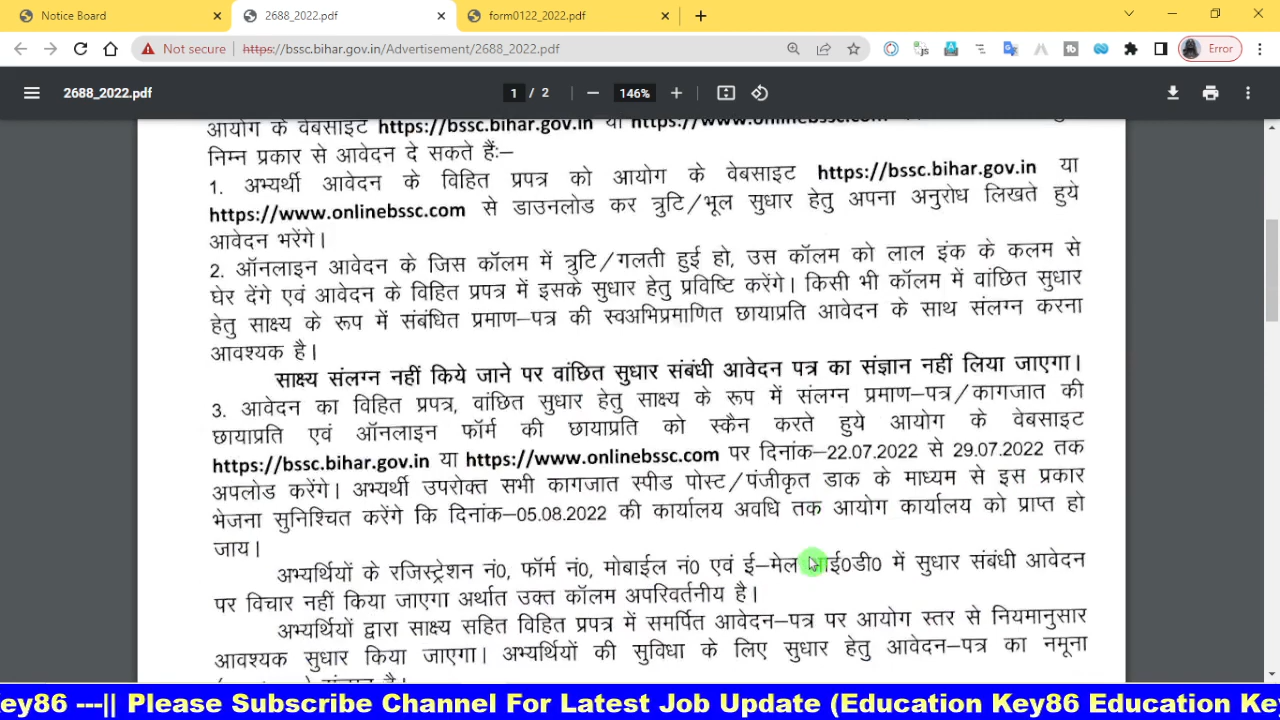 Notice Board
2688_2022.pdf
form0122_2022.pdf
Not secure
https://bssc.bihar.gov.in/Advertisement/2688_2022.pdf
Error
2688_2022.pdf
1 / 2
146%
आयोग के वेबसाइट https://bssc.bihar.gov.in या
निम्न प्रकार से आवेदन दे सकते हैं:–
1. अभ्यर्थी आवेदन के विहित प्रपत्र को आयोग के वेबसाइट https://bssc.bihar.gov.in या
https://www.onlinebssc.com से डाउनलोड कर त्रुटि/भूल सुधार हेतु अपना अनुरोध लिखते हुये
आवेदन भरेंगे।
2. ऑनलाइन आवेदन के जिस कॉलम में त्रुटि/गलती हुई हो, उस कॉलम को लाल इंक के कलम से
घेर देंगे एवं आवेदन के विहित प्रपत्र में इसके सुधार हेतु प्रविष्टि करेंगे। किसी भी कॉलम में वांछित सुधार
हेतु साक्ष्य के रूप में संबंधित प्रमाण–पत्र की स्वअभिप्रमाणित छायाप्रति आवेदन के साथ संलग्न करना
आवश्यक है।
साक्ष्य संलग्न नहीं किये जाने पर वांछित सुधार संबंधी आवेदन पत्र का संज्ञान नहीं लिया जाएगा।
3. आवेदन का विहित प्रपत्र, वांछित सुधार हेतु साक्ष्य के रूप में संलग्न प्रमाण–पत्र/कागजात की
छायाप्रति एवं ऑनलाइन फॉर्म की छायाप्रति को स्कैन करते हुये आयोग के वेबसाइट
https://bssc.bihar.gov.in या https://www.onlinebssc.com पर दिनांक–22.07.2022 से 29.07.2022 तक
अपलोड करेंगे। अभ्यर्थी उपरोक्त सभी कागजात स्पीड पोस्ट/पंजीकृत डाक के माध्यम से इस प्रकार
भेजना सुनिश्चित करेंगे कि दिनांक–05.08.2022 की कार्यालय अवधि तक आयोग कार्यालय को प्राप्त हो
जाय।
अभ्यर्थियों के रजिस्ट्रेशन नं0, फॉर्म नं0, मोबाईल नं0 एवं ई–मेल आई0डी0 में सुधार संबंधी आवेदन
पर विचार नहीं किया जाएगा अर्थात उक्त कॉलम अपरिवर्तनीय है।
अभ्यर्थियों द्वारा साक्ष्य सहित विहित प्रपत्र में समर्पित आवेदन–पत्र पर आयोग स्तर से नियमानुसार
आवश्यक सुधार किया जाएगा। अभ्यर्थियों की सुविधा के लिए सुधार हेतु आवेदन–पत्र का नमूना
Key86 ---|| Please Subscribe Channel For Latest Job Update (Education Key86 Education Ke